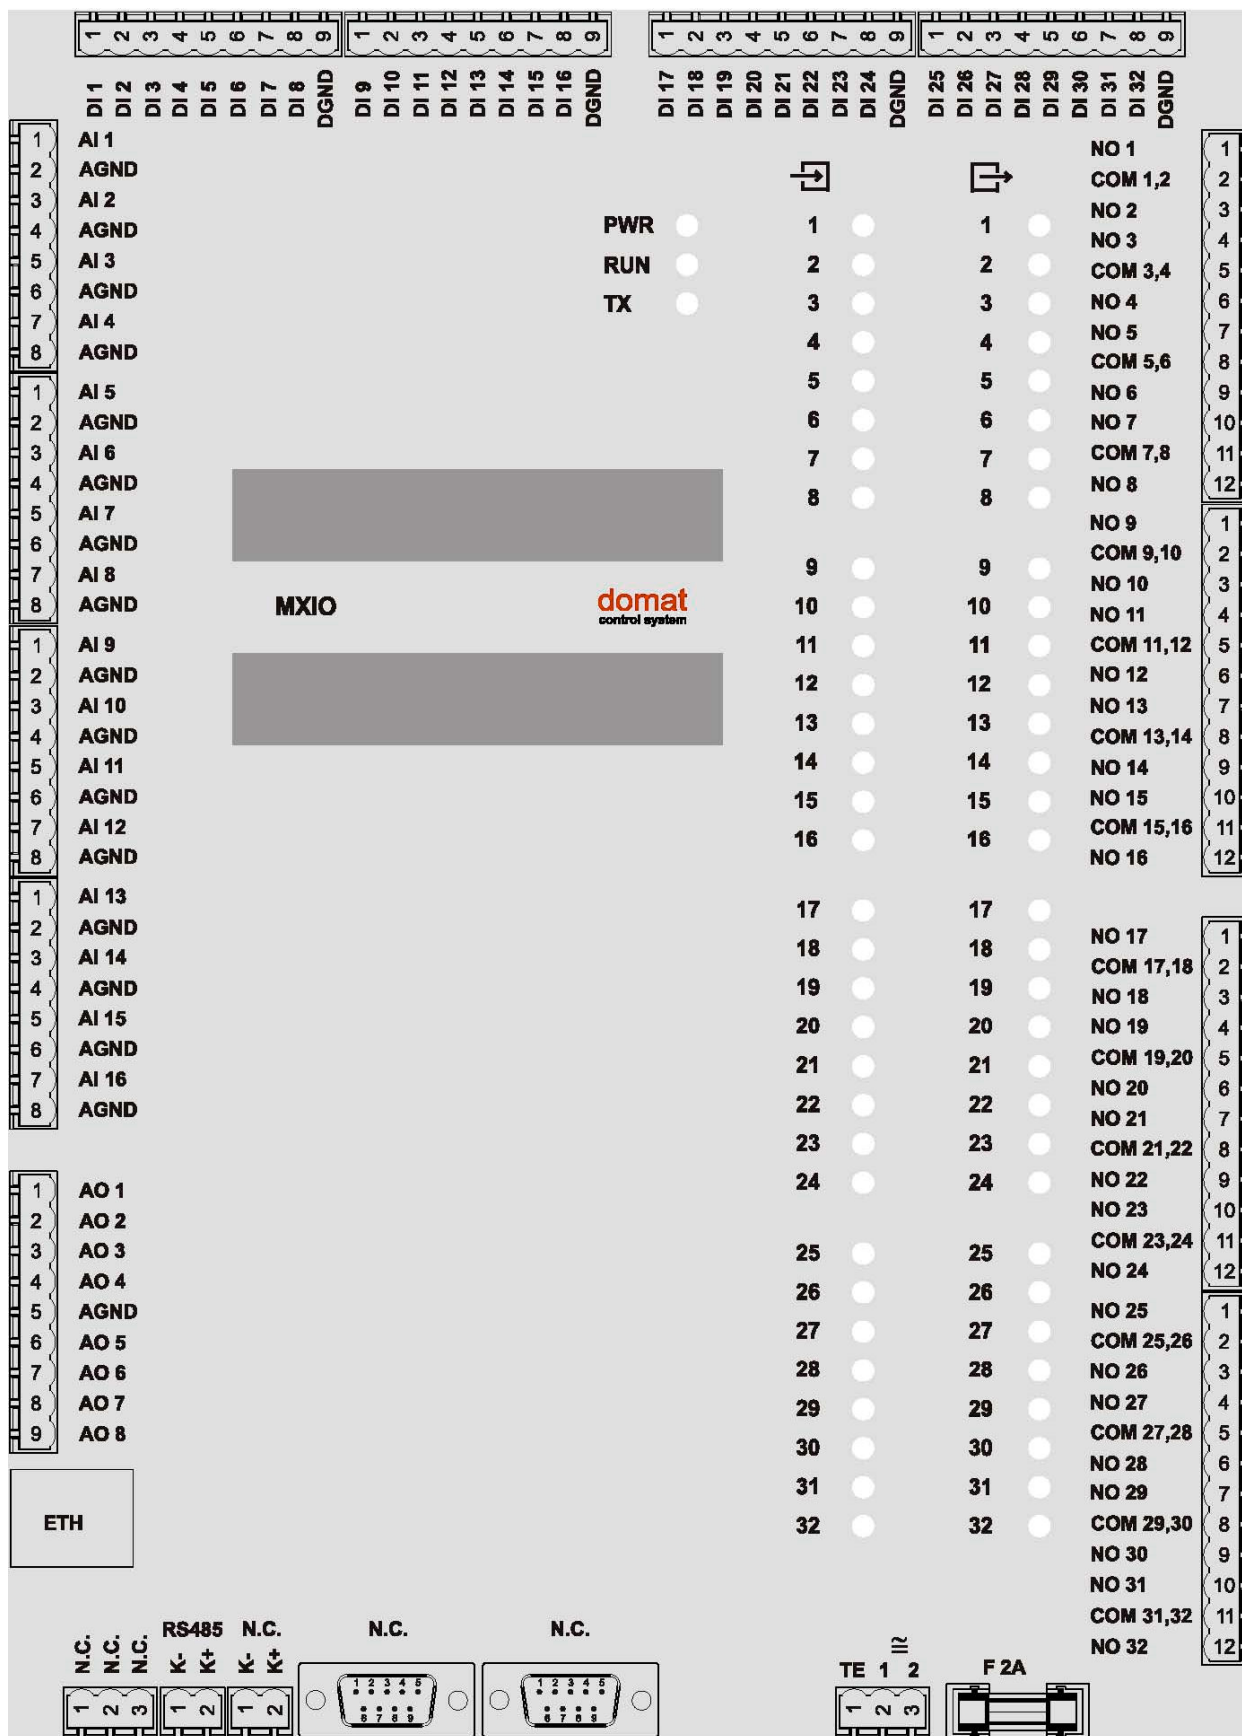 1 2 3 4 5 6 7 8 9 1 2 3 4 5 6 7 8 9 1 2 3 4 5 6 7 8 9 1 2 3 4 5 6 7 8 9
DI 1 DI 2 DI 3 DI 4 DI 5 DI 6 DI 7 DI 8 DGND DI 9 DI 10 DI 11 DI 12 DI 13 DI 14 DI 15 DI 16 DGND DI 17 DI 18 DI 19 DI 20 DI 21 DI 22 DI 23 DI 24 DGND DI 25 DI 26 DI 27 DI 28 DI 29 DI 30 DI 31 DI 32 DGND
1 AI 1
2 AGND
3 AI 2
4 AGND
5 AI 3
6 AGND
7 AI 4
8 AGND
1 AI 5
2 AGND
3 AI 6
4 AGND
5 AI 7
6 AGND
7 AI 8
8 AGND
1 AI 9
2 AGND
3 AI 10
4 AGND
5 AI 11
6 AGND
7 AI 12
8 AGND
1 AI 13
2 AGND
3 AI 14
4 AGND
5 AI 15
6 AGND
7 AI 16
8 AGND
1 AO 1
2 AO 2
3 AO 3
4 AO 4
5 AGND
6 AO 5
7 AO 6
8 AO 7
9 AO 8
ETH
PWR
RUN
TX
MXIO
domat
control system
1 1
2 2
3 3
4 4
5 5
6 6
7 7
8 8
9 9
10 10
11 11
12 12
13 13
14 14
15 15
16 16
17 17
18 18
19 19
20 20
21 21
22 22
23 23
24 24
25 25
26 26
27 27
28 28
29 29
30 30
31 31
32 32
NO 1 1
COM 1,2 2
NO 2 3
NO 3 4
COM 3,4 5
NO 4 6
NO 5 7
COM 5,6 8
NO 6 9
NO 7 10
COM 7,8 11
NO 8 12
NO 9 1
COM 9,10 2
NO 10 3
NO 11 4
COM 11,12 5
NO 12 6
NO 13 7
COM 13,14 8
NO 14 9
NO 15 10
COM 15,16 11
NO 16 12
NO 17 1
COM 17,18 2
NO 18 3
NO 19 4
COM 19,20 5
NO 20 6
NO 21 7
COM 21,22 8
NO 22 9
NO 23 10
COM 23,24 11
NO 24 12
NO 25 1
COM 25,26 2
NO 26 3
NO 27 4
COM 27,28 5
NO 28 6
NO 29 7
COM 29,30 8
NO 30 9
NO 31 10
COM 31,32 11
NO 32 12
RS485 N.C. N.C. N.C.
N.C. N.C. N.C. K- K+ K- K+ TE 1 2 F 2A
1 2 3 1 2 1 2 1 2 3
1 2 3 4 5 1 2 3 4 5
6 7 8 9 6 7 8 9